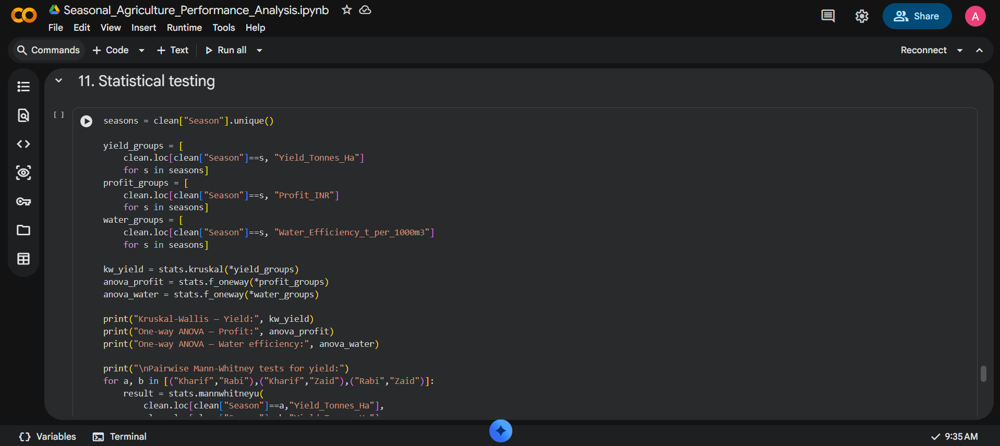 Seasonal_Agriculture_Performance_Analysis.ipynb
File Edit View Insert Runtime Tools Help
Share
A
Commands + Code + Text Run all
Reconnect
11. Statistical testing
[ ]
seasons = clean["Season"].unique()
yield_groups = [
clean.loc[clean["Season"]==s, "Yield_Tonnes_Ha"]
for s in seasons]
profit_groups = [
clean.loc[clean["Season"]==s, "Profit_INR"]
for s in seasons]
water_groups = [
clean.loc[clean["Season"]==s, "Water_Efficiency_t_per_1000m3"]
for s in seasons]
kw_yield = stats.kruskal(*yield_groups)
anova_profit = stats.f_oneway(*profit_groups)
anova_water = stats.f_oneway(*water_groups)
print("Kruskal-Wallis — Yield:", kw_yield)
print("One-way ANOVA — Profit:", anova_profit)
print("One-way ANOVA — Water efficiency:", anova_water)
print("\nPairwise Mann-Whitney tests for yield:")
for a, b in [("Kharif","Rabi"),("Kharif","Zaid"),("Rabi","Zaid")]:
result = stats.mannwhitneyu(
clean.loc[clean["Season"]==a,"Yield_Tonnes_Ha"],
Variables Terminal
9:35 AM